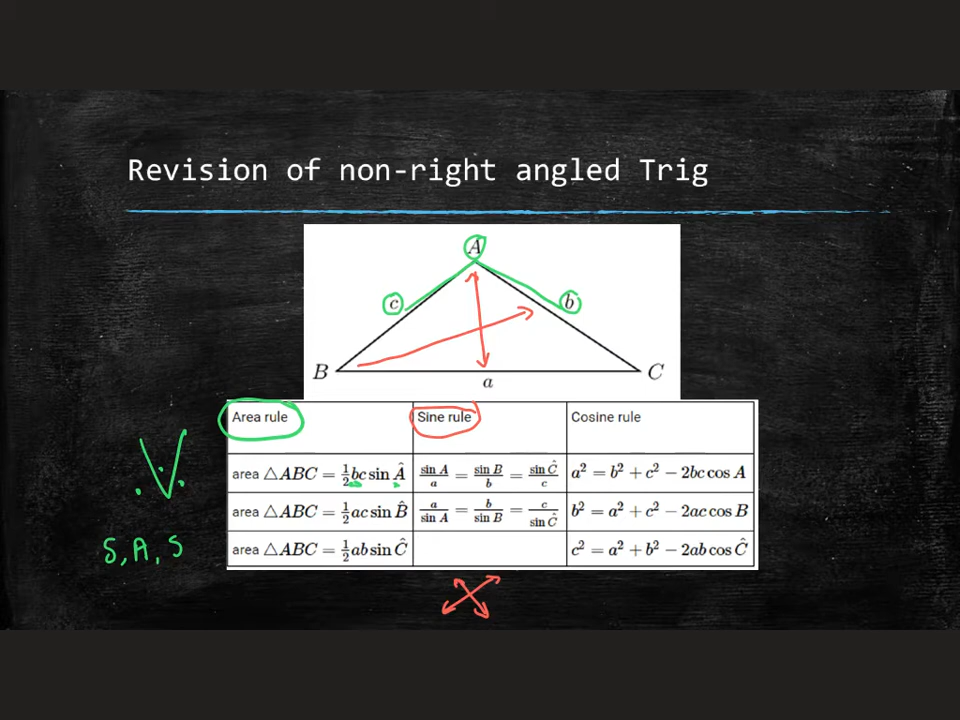 Revision of non-right angled Trig
A
c
b
B
C
a
Area rule
Sine rule
Cosine rule
area △ABC = ½bc sin Â
sin A/a = sin B/b = sin Ĉ/c
a² = b² + c² − 2bc cos A
area △ABC = ½ac sin B̂
a/sin A = b/sin B = c/sin Ĉ
b² = a² + c² − 2ac cos B
area △ABC = ½ab sin Ĉ
c² = a² + b² − 2ab cos Ĉ
S, A, S